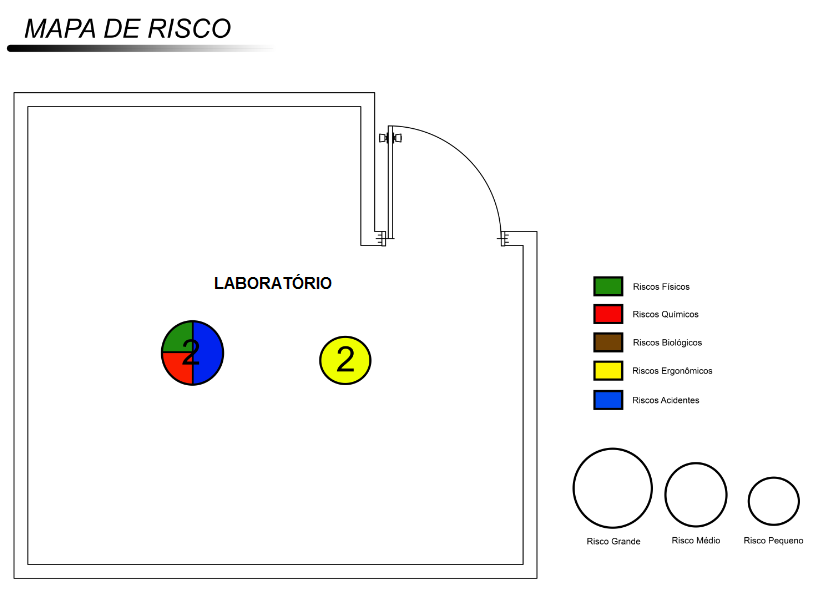 MAPA DE RISCO
LABORATÓRIO
2
2
Riscos Físicos
Riscos Químicos
Riscos Biológicos
Riscos Ergonômicos
Riscos Acidentes
Risco Grande
Risco Médio
Risco Pequeno